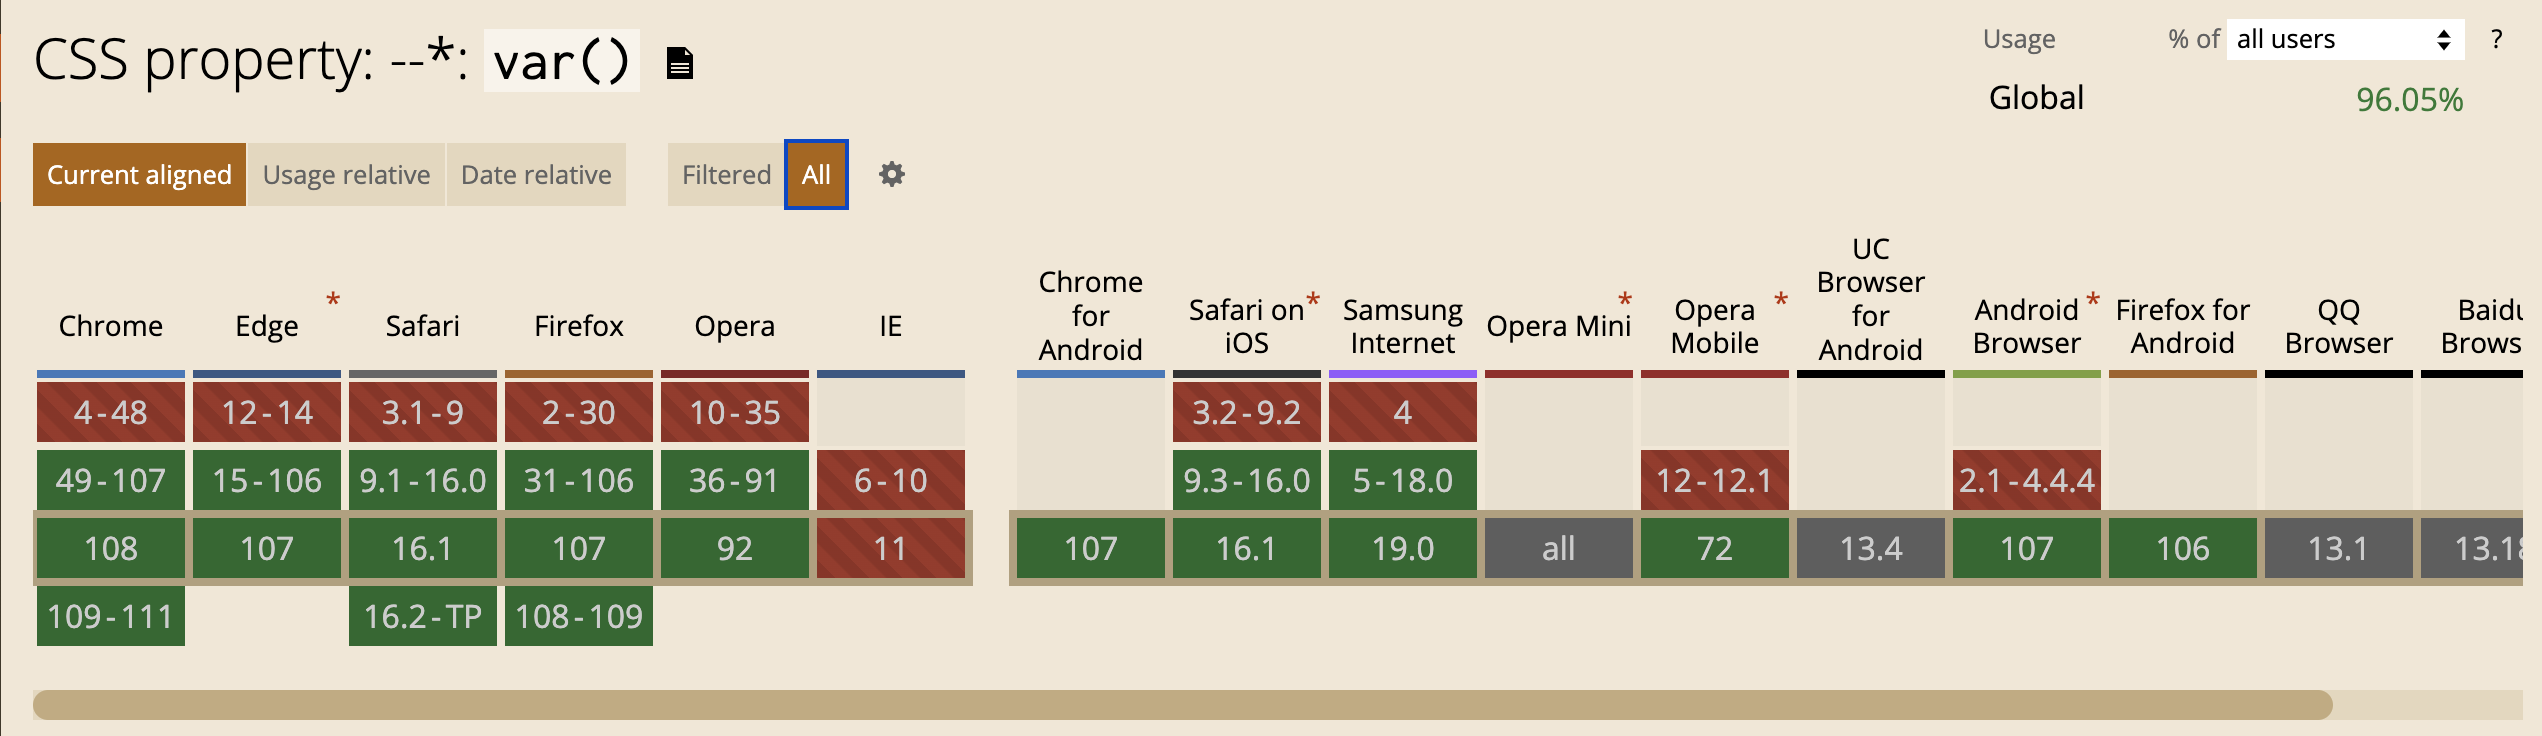 CSS property: --*: var()
Usage % of all users ?
Global 96.05%
Current aligned Usage relative Date relative Filtered All
Chrome
Edge *
Safari
Firefox
Opera
IE
Chrome
for
Android
Safari on *
iOS
Samsung
Internet
Opera Mini *
Opera *
Mobile
UC
Browser
for
Android
Android *
Browser
Firefox for
Android
QQ
Browser
4-48 12-14 3.1-9 2-30 10-35 3.2-9.2 4
49-107 15-106 9.1-16.0 31-106 36-91 6-10 9.3-16.0 5-18.0 12-12.1 2.1-4.4.4
108 107 16.1 107 92 11 107 16.1 19.0 all 72 13.4 107 106 13.1
109-111 16.2-TP 108-109